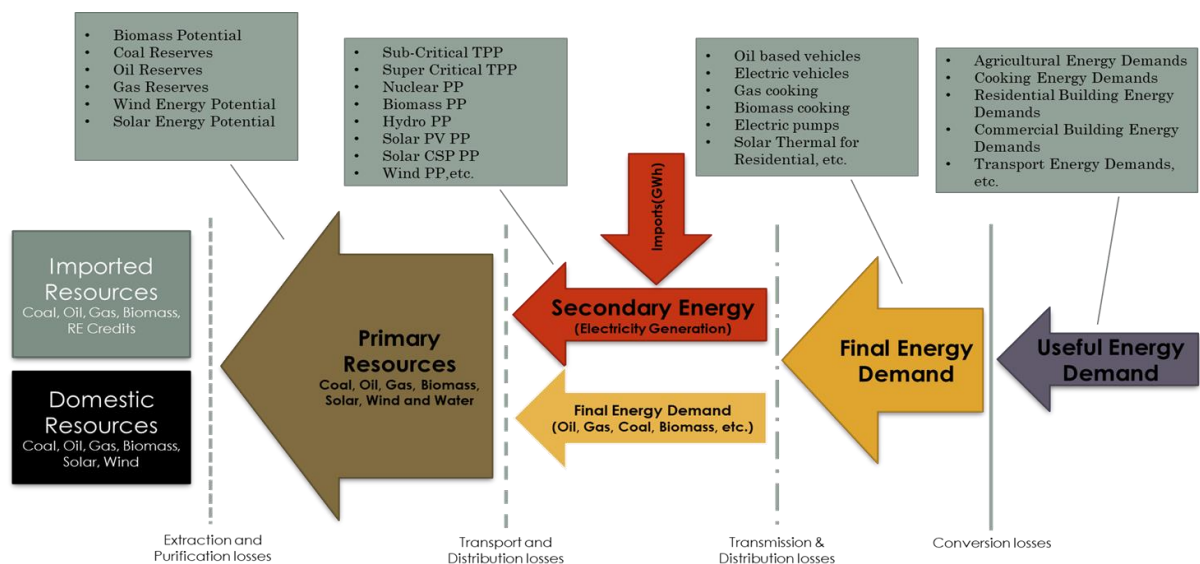 • Biomass Potential
• Coal Reserves
• Oil Reserves
• Gas Reserves
• Wind Energy Potential
• Solar Energy Potential
• Sub-Critical TPP
• Super Critical TPP
• Nuclear PP
• Biomass PP
• Hydro PP
• Solar PV PP
• Solar CSP PP
• Wind PP,etc.
• Oil based vehicles
• Electric vehicles
• Gas cooking
• Biomass cooking
• Electric pumps
• Solar Thermal for
Residential, etc.
• Agricultural Energy Demands
• Cooking Energy Demands
• Residential Building Energy
Demands
• Commercial Building Energy
Demands
• Transport Energy Demands,
etc.
Imported
Resources
Coal, Oil, Gas, Biomass,
RE Credits
Domestic
Resources
Coal, Oil, Gas, Biomass,
Solar, Wind
Primary
Resources
Coal, Oil, Gas, Biomass,
Solar, Wind and Water
Imports(GWh)
Secondary Energy
(Electricity Generation)
Final Energy Demand
(Oil, Gas, Coal, Biomass, etc.)
Final Energy
Demand
Useful Energy
Demand
Extraction and
Purification losses
Transport and
Distribution losses
Transmission &
Distribution losses
Conversion losses